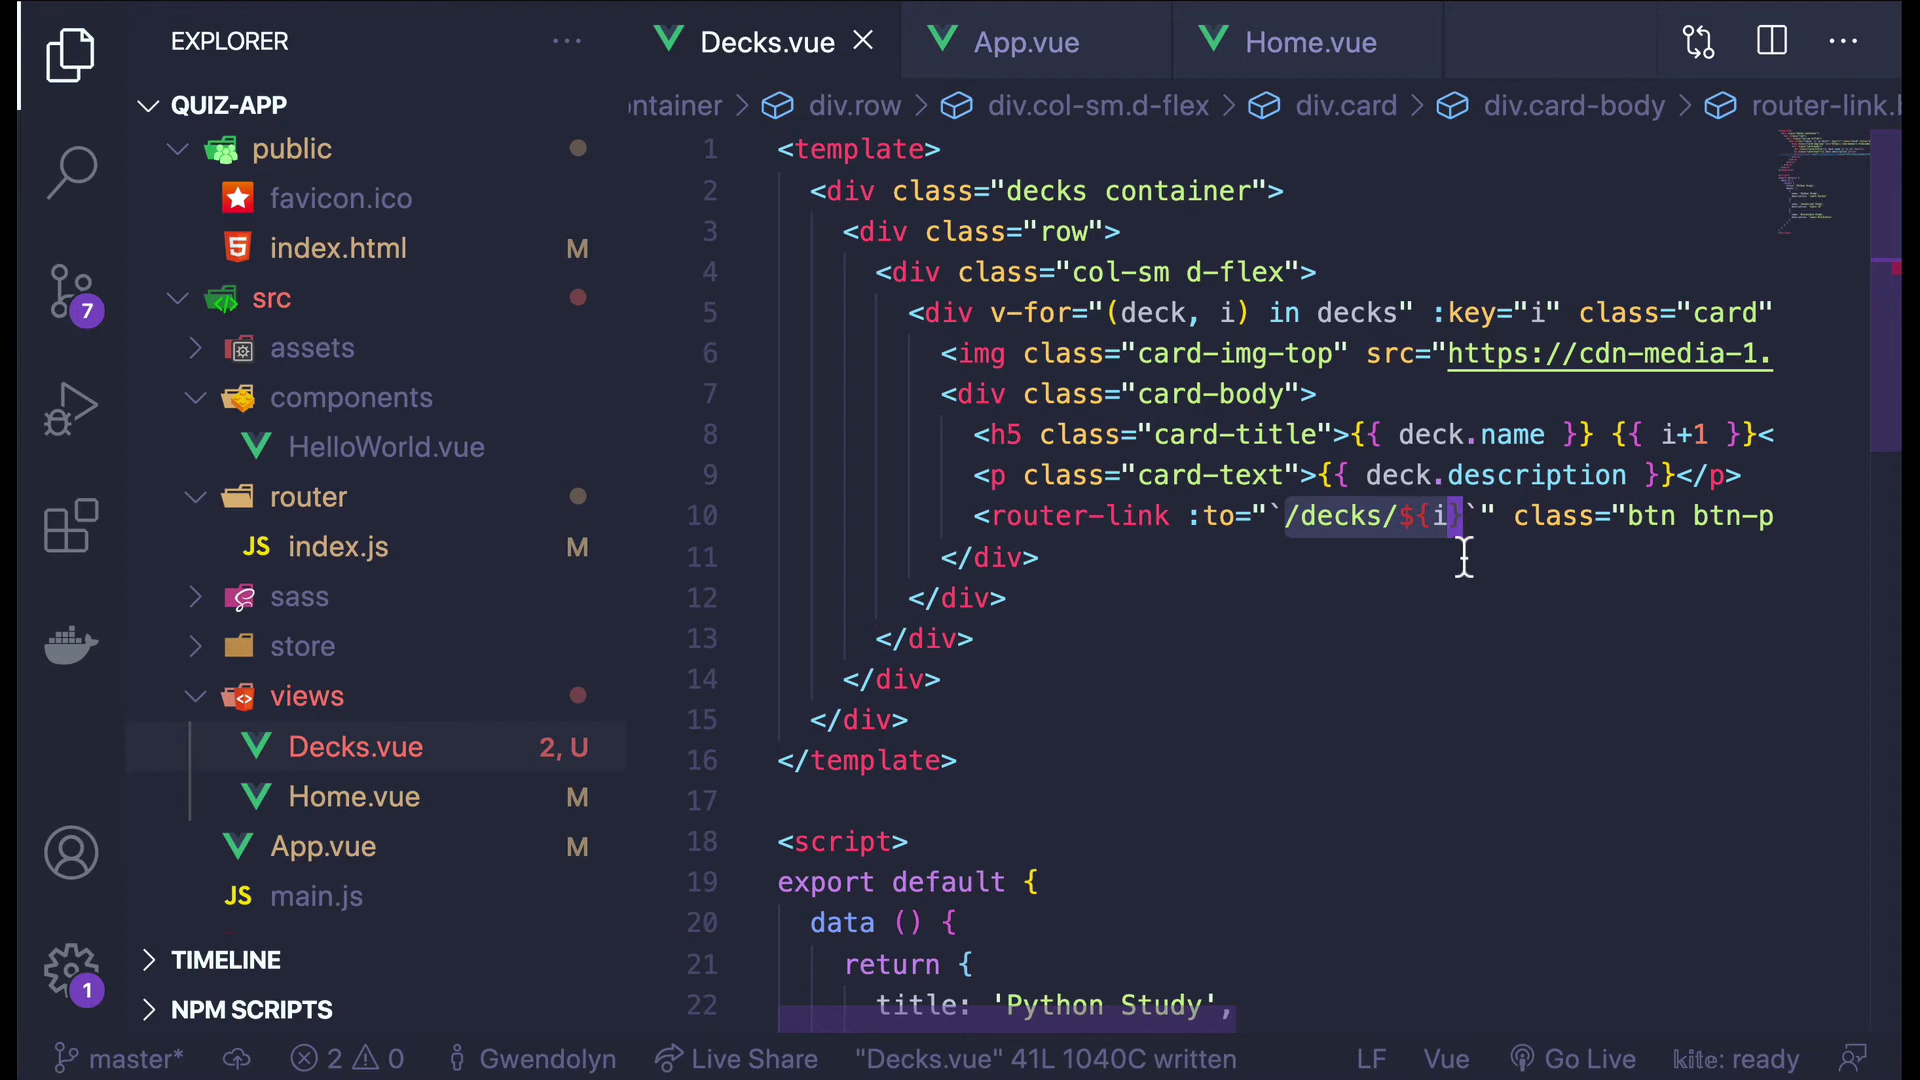 EXPLORER
QUIZ-APP
public
favicon.ico
index.html M
src
assets
components
HelloWorld.vue
router
JS index.js M
sass
store
views
Decks.vue 2, U
Home.vue M
App.vue M
JS main.js
TIMELINE
NPM SCRIPTS
7
1
Decks.vue
App.vue
Home.vue
ntainer > div.row > div.col-sm.d-flex > div.card > div.card-body > router-link.b
1 <template>
2 <div class="decks container">
3 <div class="row">
4 <div class="col-sm d-flex">
5 <div v-for="(deck, i) in decks" :key="i" class="card"
6 <img class="card-img-top" src="https://cdn-media-1.
7 <div class="card-body">
8 <h5 class="card-title">{{ deck.name }} {{ i+1 }}<
9 <p class="card-text">{{ deck.description }}</p>
10 <router-link :to="`/decks/${i}`" class="btn btn-p
11 </div>
12 </div>
13 </div>
14 </div>
15 </div>
16 </template>
17
18 <script>
19 export default {
20 data () {
21 return {
22 title: 'Python Study',
master* 2 0 Gwendolyn Live Share "Decks.vue" 41L 1040C written LF Vue Go Live kite: ready